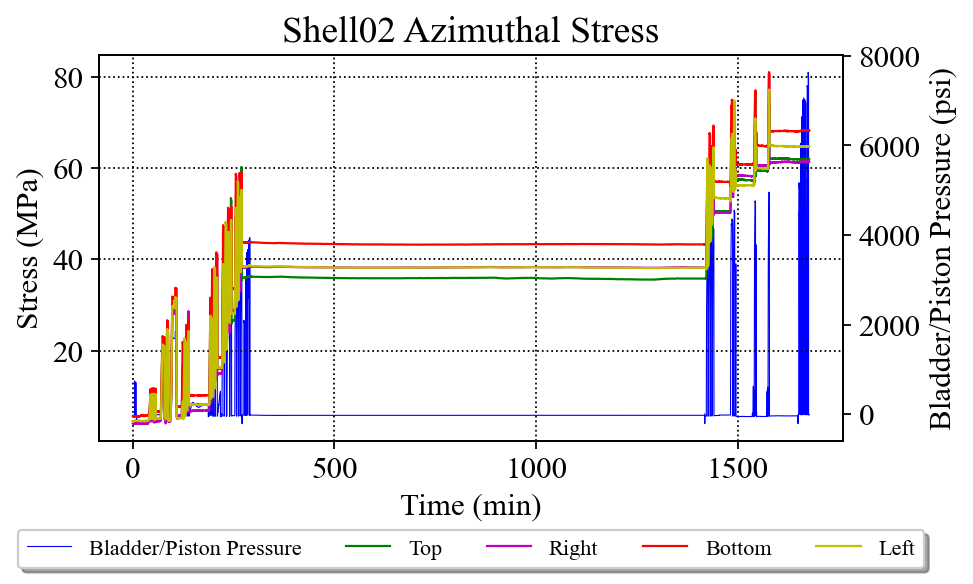 Shell02 Azimuthal Stress
80
60
40
20
Stress (MPa)
8000
6000
4000
2000
0
Bladder/Piston Pressure (psi)
0 500 1000 1500
Time (min)
Bladder/Piston Pressure Top Right Bottom Left